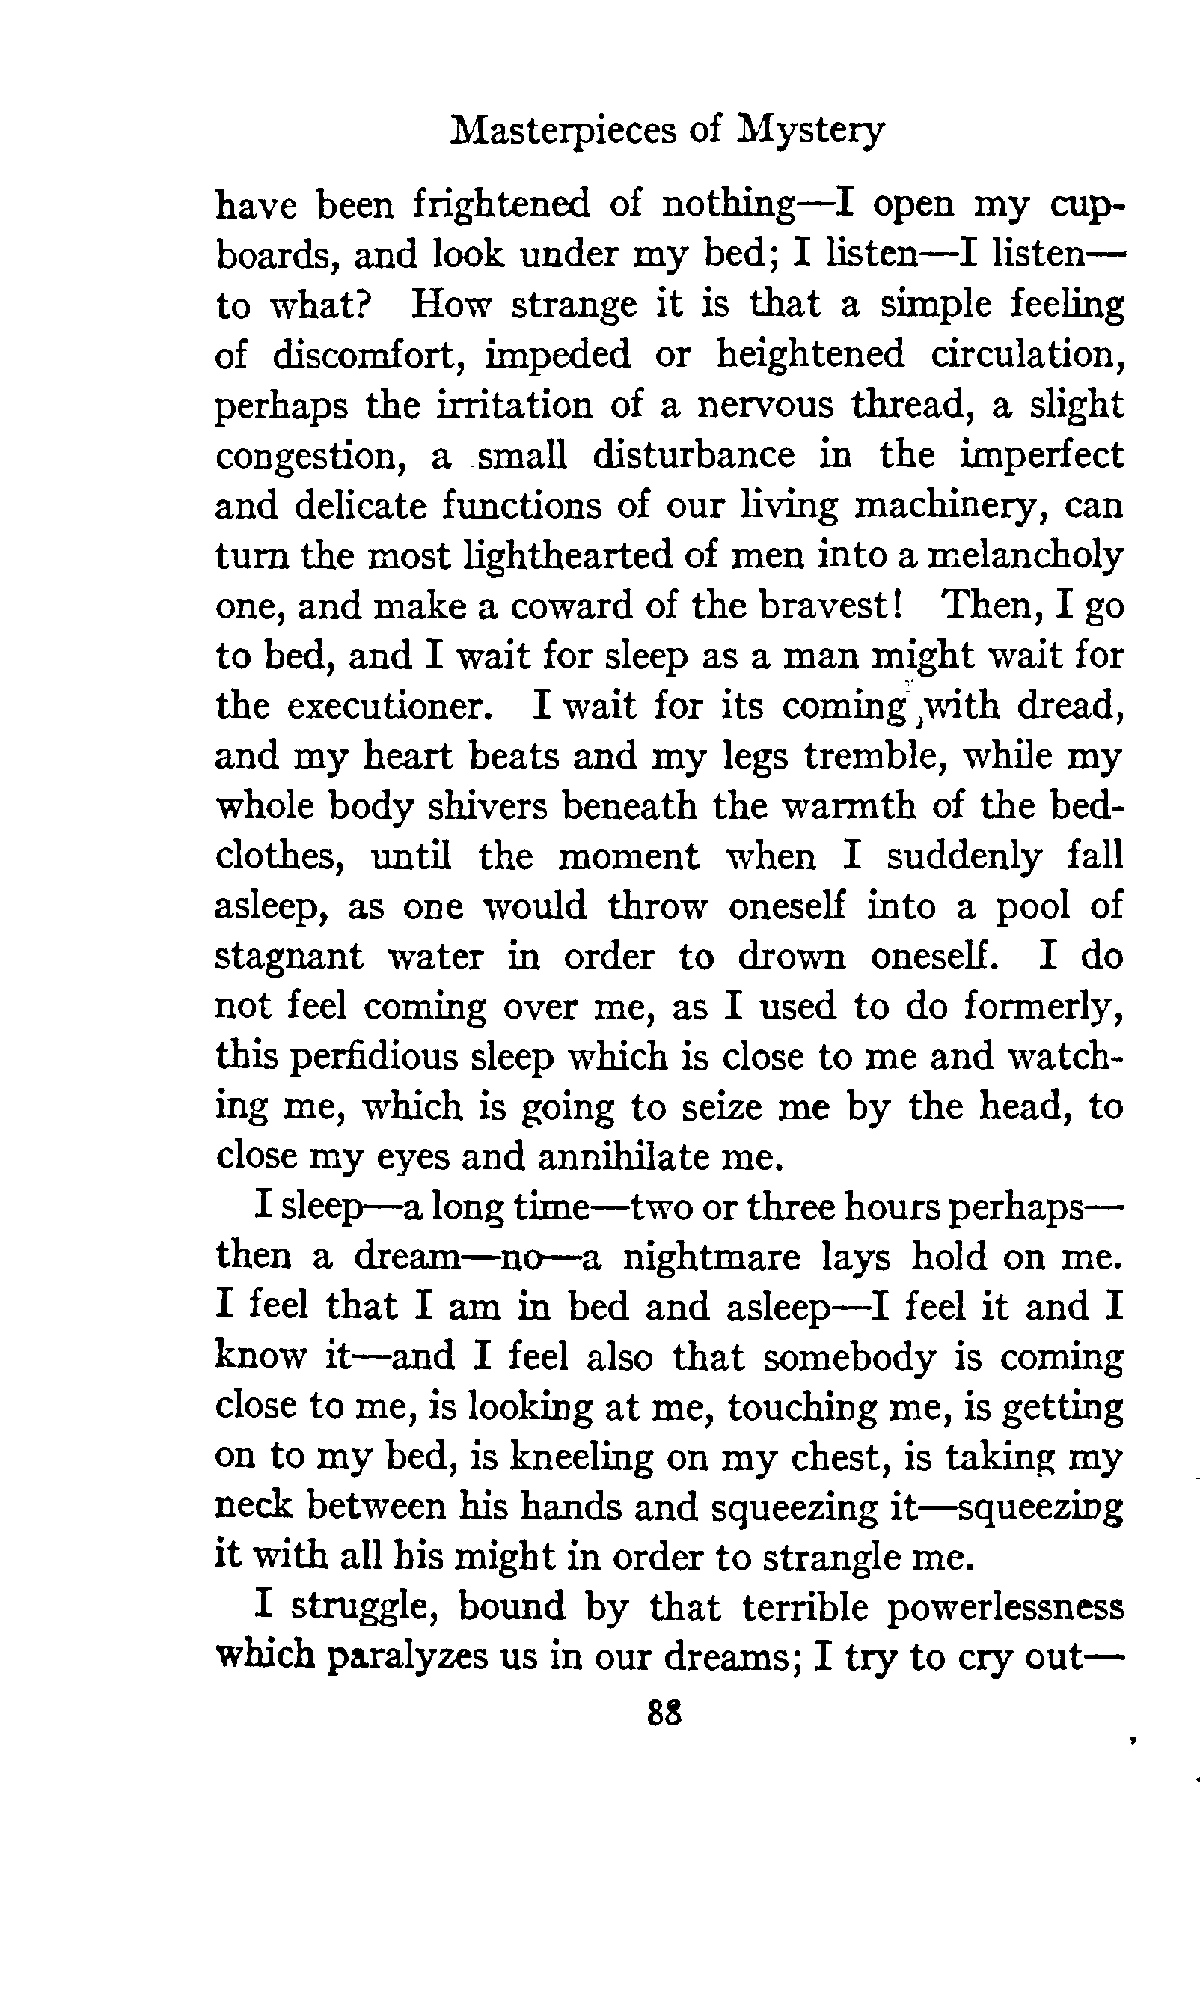 Masterpieces of Mystery
have been frightened of nothing—I open my cup-
boards, and look under my bed; I listen—I listen—
to what? How strange it is that a simple feeling
of discomfort, impeded or heightened circulation,
perhaps the irritation of a nervous thread, a slight
congestion, a small disturbance in the imperfect
and delicate functions of our living machinery, can
turn the most lighthearted of men into a melancholy
one, and make a coward of the bravest! Then, I go
to bed, and I wait for sleep as a man might wait for
the executioner. I wait for its coming with dread,
and my heart beats and my legs tremble, while my
whole body shivers beneath the warmth of the bed-
clothes, until the moment when I suddenly fall
asleep, as one would throw oneself into a pool of
stagnant water in order to drown oneself. I do
not feel coming over me, as I used to do formerly,
this perfidious sleep which is close to me and watch-
ing me, which is going to seize me by the head, to
close my eyes and annihilate me.
I sleep—a long time—two or three hours perhaps—
then a dream—no—a nightmare lays hold on me.
I feel that I am in bed and asleep—I feel it and I
know it—and I feel also that somebody is coming
close to me, is looking at me, touching me, is getting
on to my bed, is kneeling on my chest, is taking my
neck between his hands and squeezing it—squeezing
it with all his might in order to strangle me.
I struggle, bound by that terrible powerlessness
which paralyzes us in our dreams; I try to cry out—
88